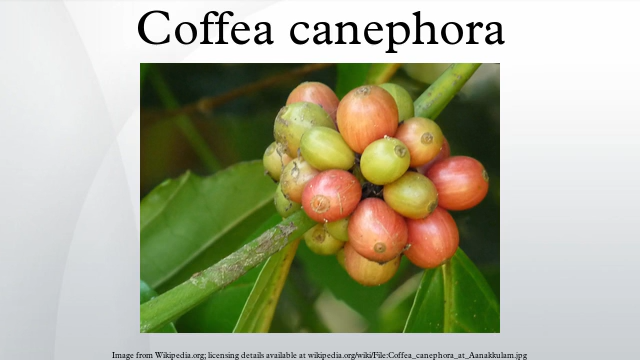 Coffea canephora
Image from Wikipedia.org; licensing details available at wikipedia.org/wiki/File:Coffea_canephora_at_Aanakkulam.jpg